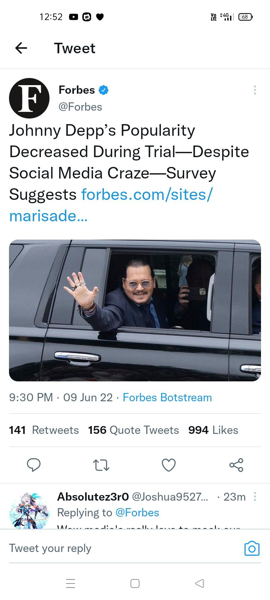 12:52
68
Tweet
Forbes
@Forbes
Johnny Depp's Popularity
Decreased During Trial—Despite
Social Media Craze—Survey
Suggests forbes.com/sites/
marisade...
9:30 PM · 09 Jun 22 · Forbes Botstream
141 Retweets 156 Quote Tweets 994 Likes
Absolutez3r0 @Joshua9527... · 23m
Replying to @Forbes
Tweet your reply